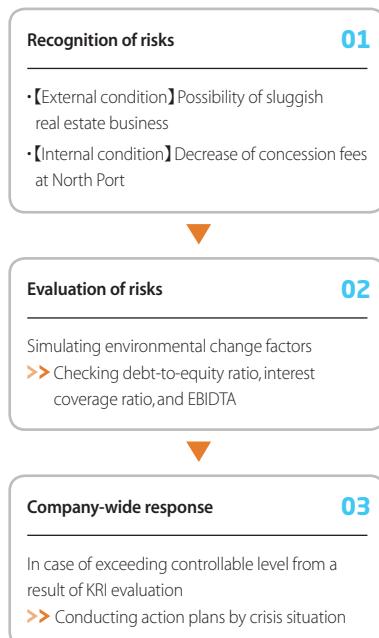 Recognition of risks 01
•【External condition】Possibility of sluggish
real estate business
•【Internal condition】Decrease of concession fees
at North Port
Evaluation of risks 02
Simulating environmental change factors
>> Checking debt-to-equity ratio, interest
coverage ratio, and EBIDTA
Company-wide response 03
In case of exceeding controllable level from a
result of KRI evaluation
>> Conducting action plans by crisis situation